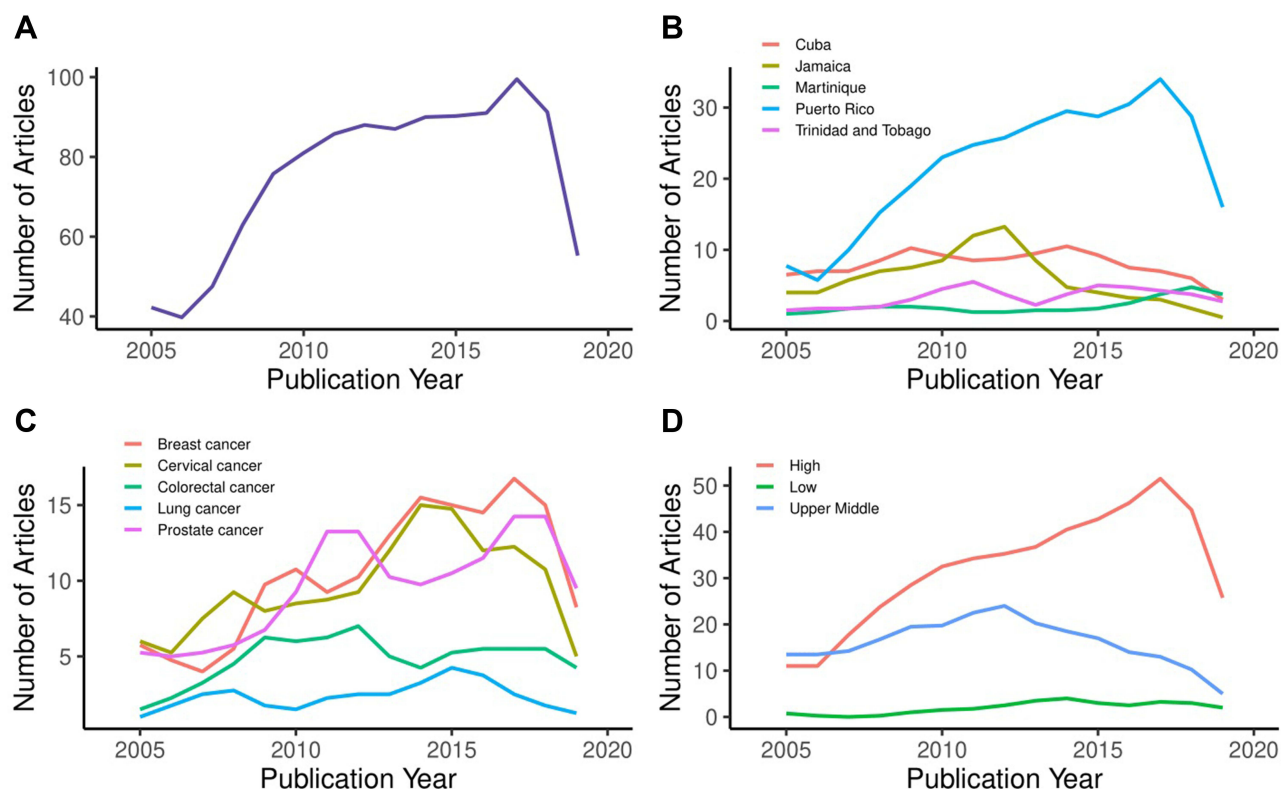 A
Number of Articles
100
80
60
40
2005 2010 2015 2020
Publication Year
B
Cuba
Jamaica
Martinique
Puerto Rico
Trinidad and Tobago
Number of Articles
30
20
10
0
2005 2010 2015 2020
Publication Year
C
Breast cancer
Cervical cancer
Colorectal cancer
Lung cancer
Prostate cancer
Number of Articles
15
10
5
2005 2010 2015 2020
Publication Year
D
High
Low
Upper Middle
Number of Articles
50
40
30
20
10
0
2005 2010 2015 2020
Publication Year